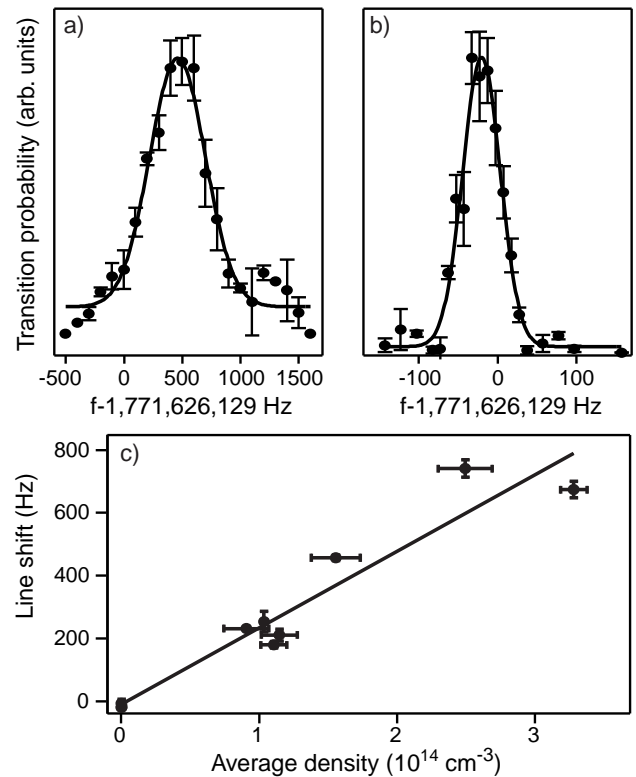 a)
b)
Transition probability (arb. units)
-500 0 500 1000 1500
-100 0 100
f-1,771,626,129 Hz
f-1,771,626,129 Hz
c)
800
600
400
200
0
Line shift (Hz)
0 1 2 3
Average density (10¹⁴ cm⁻³)